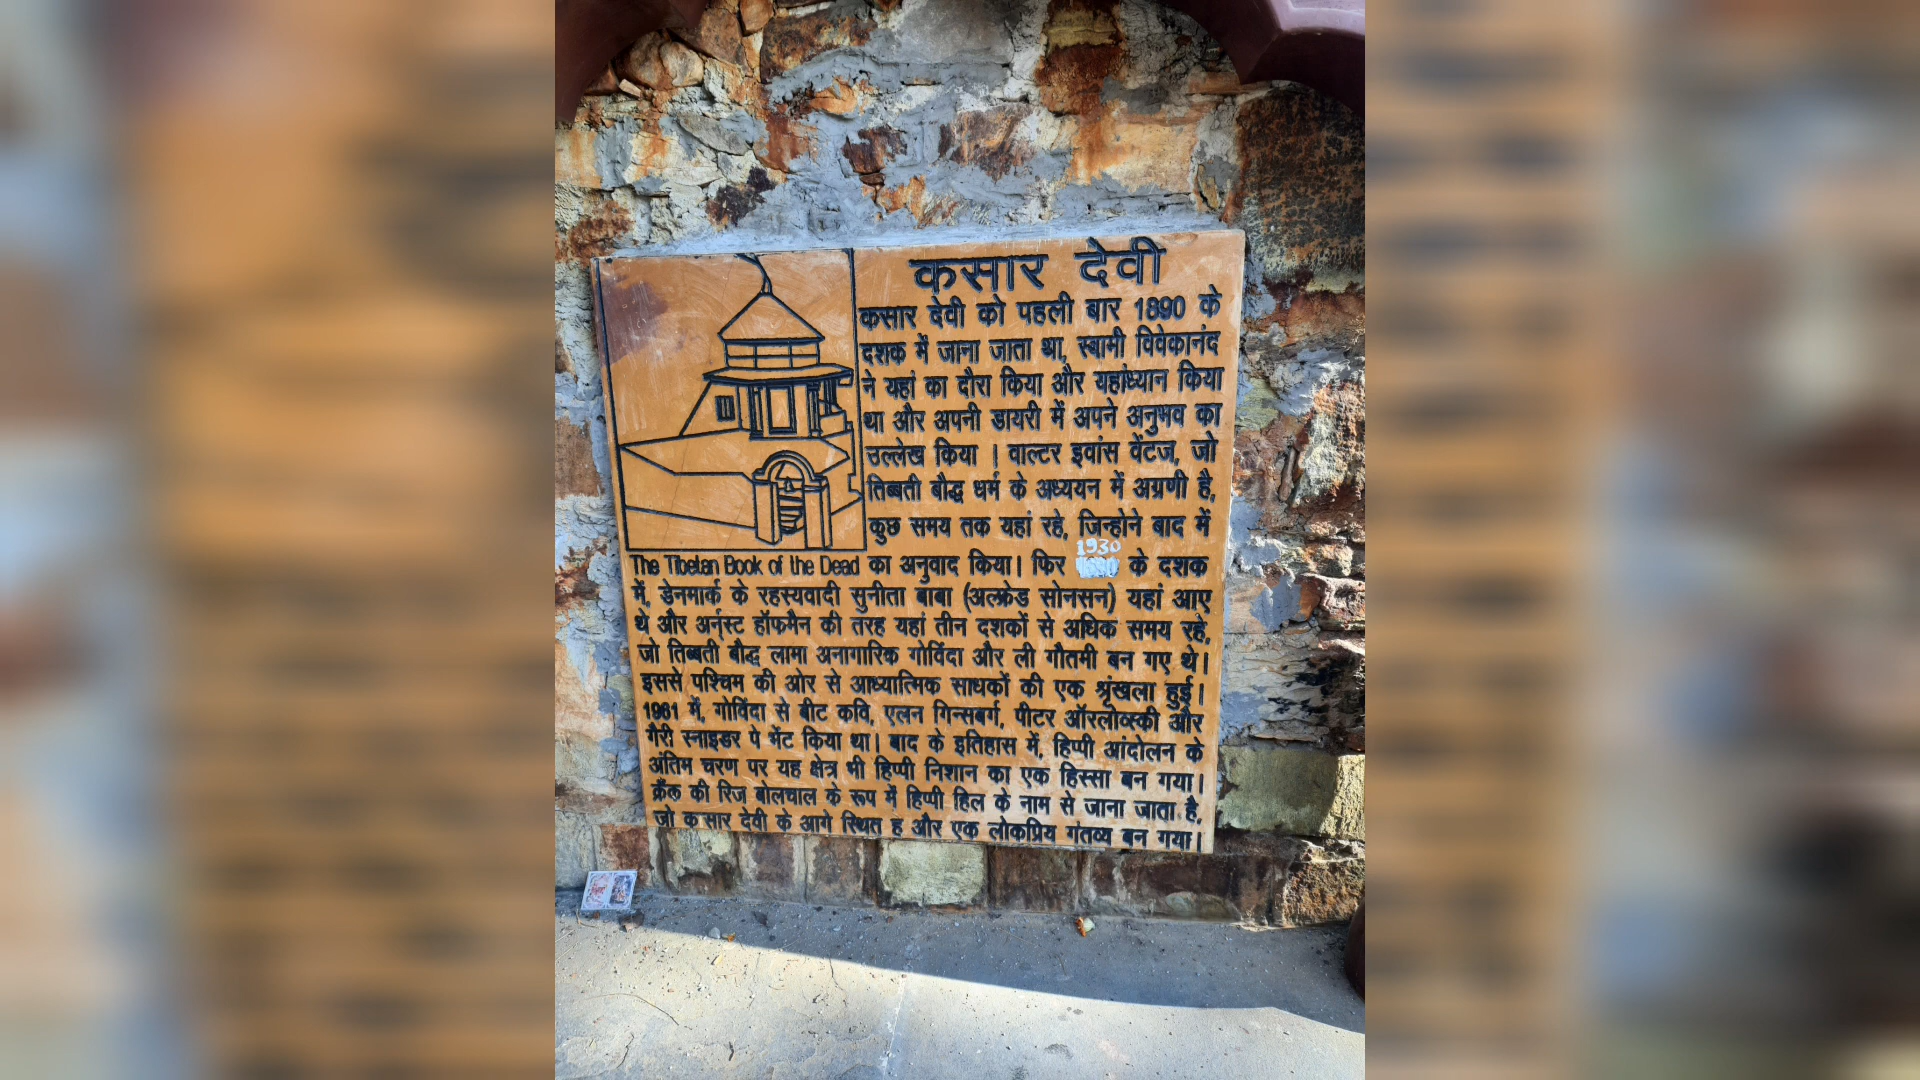 कसार देवी
कसार देवी को पहली बार 1890 के
दशक में जाना जाता था, स्वामी विवेकानंद
ने यहां का दौरा किया और यहांध्यान किया
था और अपनी डायरी में अपने अनुभव का
उल्लेख किया । वाल्टर इवांस वेंटज, जो
तिब्बती बौद्ध धर्म के अध्ययन में अग्रणी है,
कुछ समय तक यहां रहे, जिन्होने बाद में
The Tibetan Book of the Dead का अनुवाद किया। फिर 1930 के दशक
में, डेनमार्क के रहस्यवादी सुनीता बाबा (अल्फ्रेड सोनसन) यहां आए
थे और अर्नस्ट हॉफमैन की तरह यहां तीन दशकों से अधिक समय रहे,
जो तिब्बती बौद्ध लामा अनागारिक गोविंदा और ली गौतमी बन गए थे।
इससे पश्चिम की ओर से आध्यात्मिक साधकों की एक श्रृंखला हुई।
1961 में, गोविंदा से बीट कवि, एलन गिन्सबर्ग, पीटर ऑरलोव्स्की और
गैरी स्नाइडर पे भेंट किया था। बाद के इतिहास में, हिप्पी आंदोलन के
अंतिम चरण पर यह क्षेत्र भी हिप्पी निशान का एक हिस्सा बन गया।
क्रैंक की रिज बोलचाल के रूप में हिप्पी हिल के नाम से जाना जाता है,
जो कसार देवी के आगे स्थित ह और एक लोकप्रिय गंतव्य बन गया।